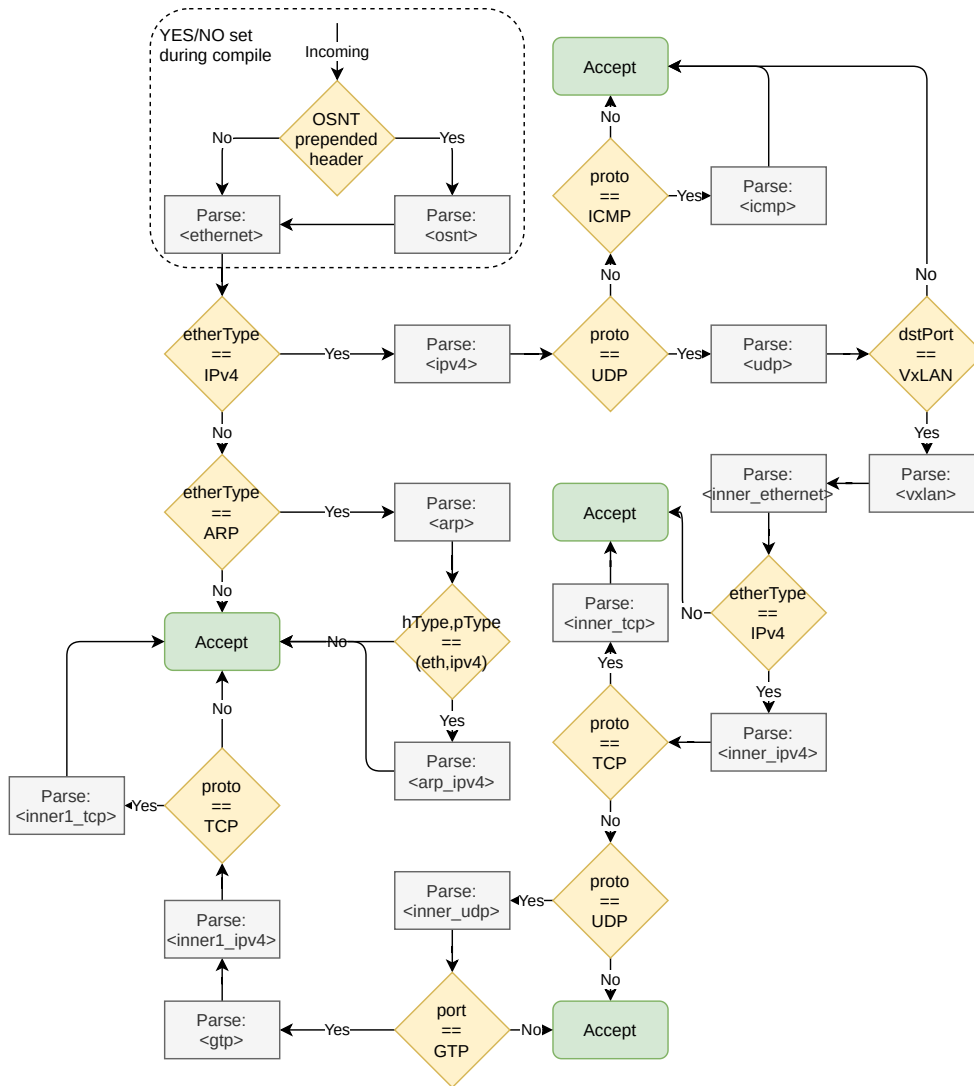 YES/NO set
during compile
Incoming
OSNT
prepended
header
No
Yes
Parse:
<ethernet>
Parse:
<osnt>
Accept
No
proto
==
ICMP
Yes
Parse:
<icmp>
No
No
etherType
==
IPv4
Yes
Parse:
<ipv4>
proto
==
UDP
Yes
Parse:
<udp>
dstPort
==
VxLAN
No
Yes
etherType
==
ARP
Yes
Parse:
<arp>
Accept
Parse:
<inner_ethernet>
Parse:
<vxlan>
No
Accept
No
hType,pType
==
(eth,ipv4)
Parse:
<inner_tcp>
No
etherType
==
IPv4
Yes
Yes
Yes
No
Parse:
<arp_ipv4>
proto
==
TCP
Parse:
<inner_ipv4>
Parse:
<inner1_tcp>
Yes
proto
==
TCP
No
Parse:
<inner1_ipv4>
Parse:
<inner_udp>
Yes
proto
==
UDP
No
Parse:
<gtp>
Yes
port
==
GTP
No
Accept